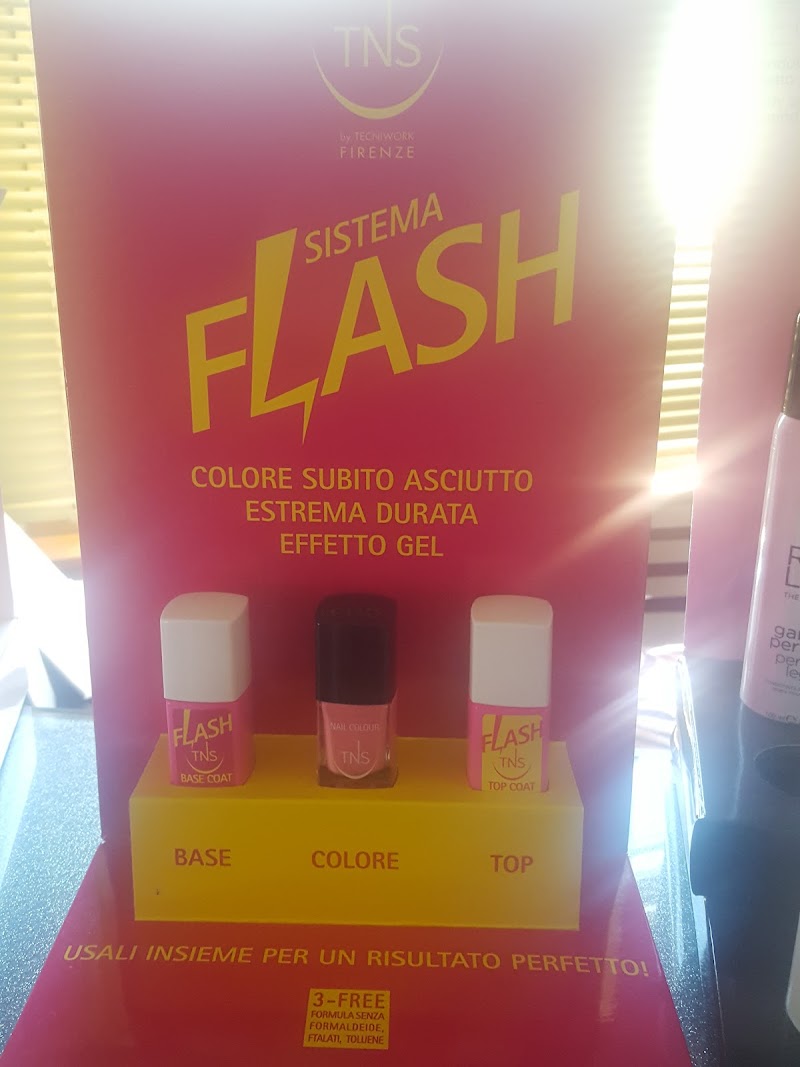 TNS
by TECNIWORK
FIRENZE
SISTEMA
FLASH
COLORE SUBITO ASCIUTTO
ESTREMA DURATA
EFFETTO GEL
FLASH
TNS
BASE COAT
NAIL COLOUR
TNS
FLASH
TNS
TOP COAT
BASE
COLORE
TOP
USALI INSIEME PER UN RISULTATO PERFETTO!
3-FREE
FORMULA SENZA
FORMALDEIDE,
FTALATI, TOLUENE